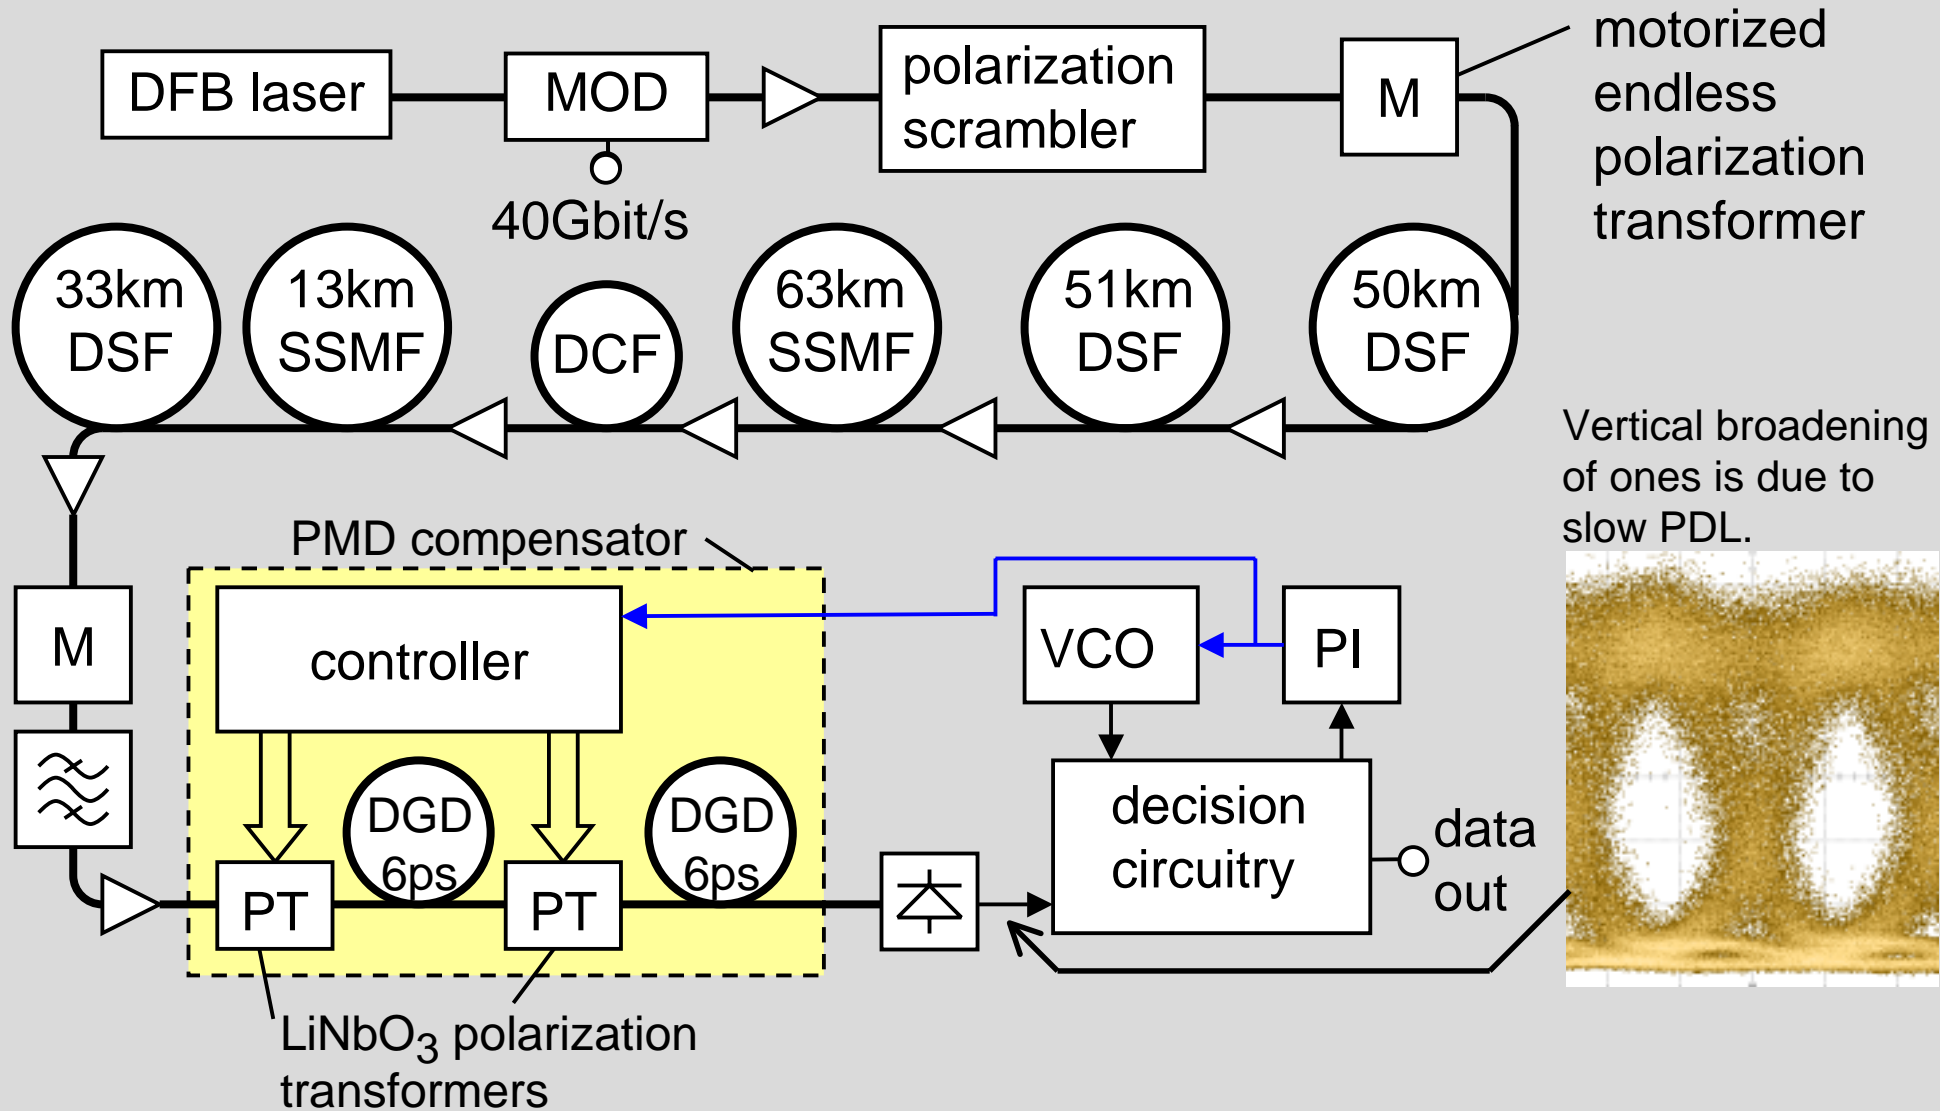 DFB laser
MOD
polarization
scrambler
M
motorized
endless
polarization
transformer
40Gbit/s
33km
DSF
13km
SSMF
DCF
63km
SSMF
51km
DSF
50km
DSF
Vertical broadening
of ones is due to
slow PDL.
PMD compensator
M
controller
VCO
PI
DGD
6ps
DGD
6ps
PT
PT
decision
circuitry
data
out
LiNbO₃ polarization
transformers